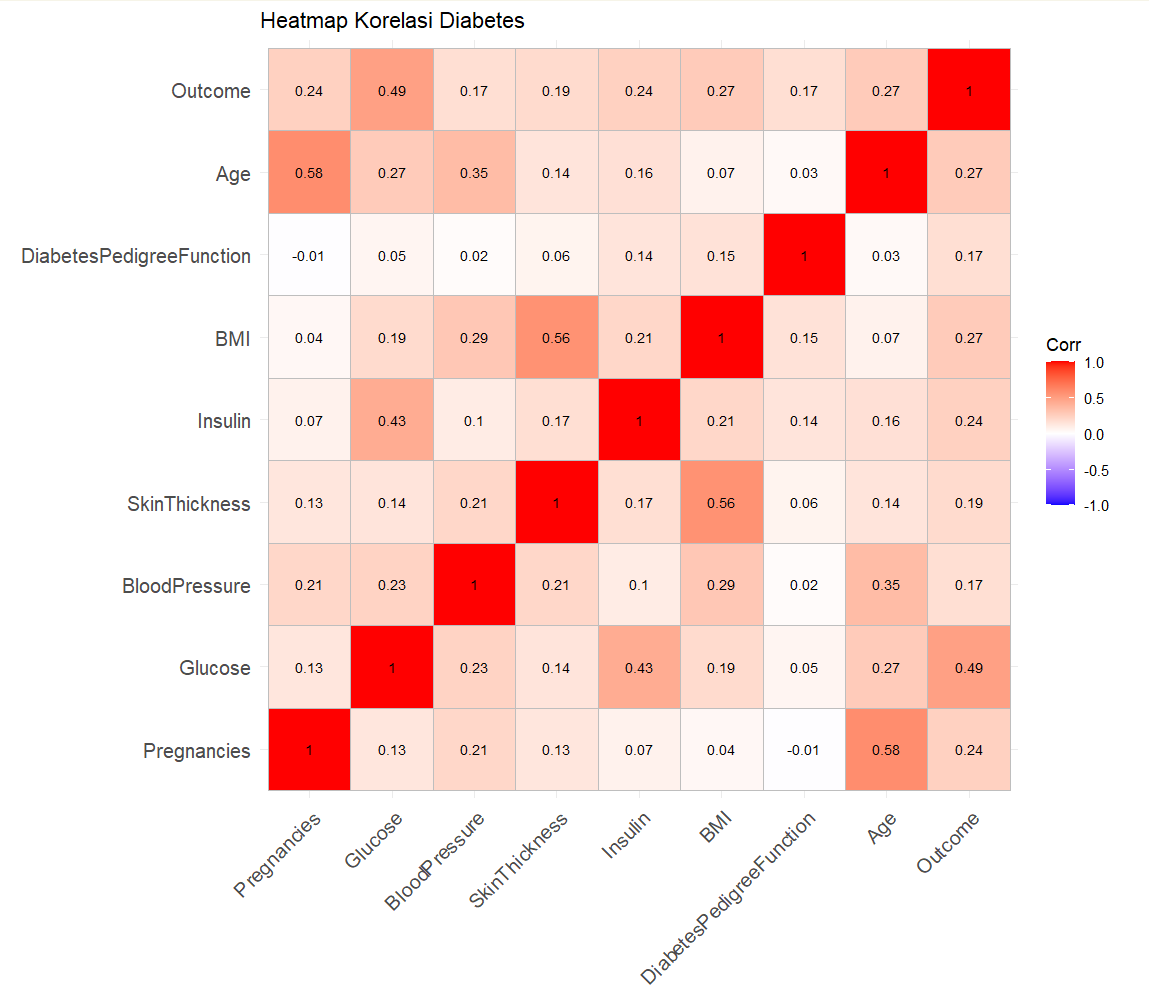 Heatmap Korelasi Diabetes
Outcome 0.24 0.49 0.17 0.19 0.24 0.27 0.17 0.27 1
Age 0.58 0.27 0.35 0.14 0.16 0.07 0.03 1 0.27
DiabetesPedigreeFunction -0.01 0.05 0.02 0.06 0.14 0.15 1 0.03 0.17
BMI 0.04 0.19 0.29 0.56 0.21 1 0.15 0.07 0.27
Insulin 0.07 0.43 0.1 0.17 1 0.21 0.14 0.16 0.24
SkinThickness 0.13 0.14 0.21 1 0.17 0.56 0.06 0.14 0.19
BloodPressure 0.21 0.23 1 0.21 0.1 0.29 0.02 0.35 0.17
Glucose 0.13 1 0.23 0.14 0.43 0.19 0.05 0.27 0.49
Pregnancies 1 0.13 0.21 0.13 0.07 0.04 -0.01 0.58 0.24
Pregnancies
Glucose
BloodPressure
SkinThickness
Insulin
BMI
DiabetesPedigreeFunction
Age
Outcome
Corr
1.0
0.5
0.0
-0.5
-1.0